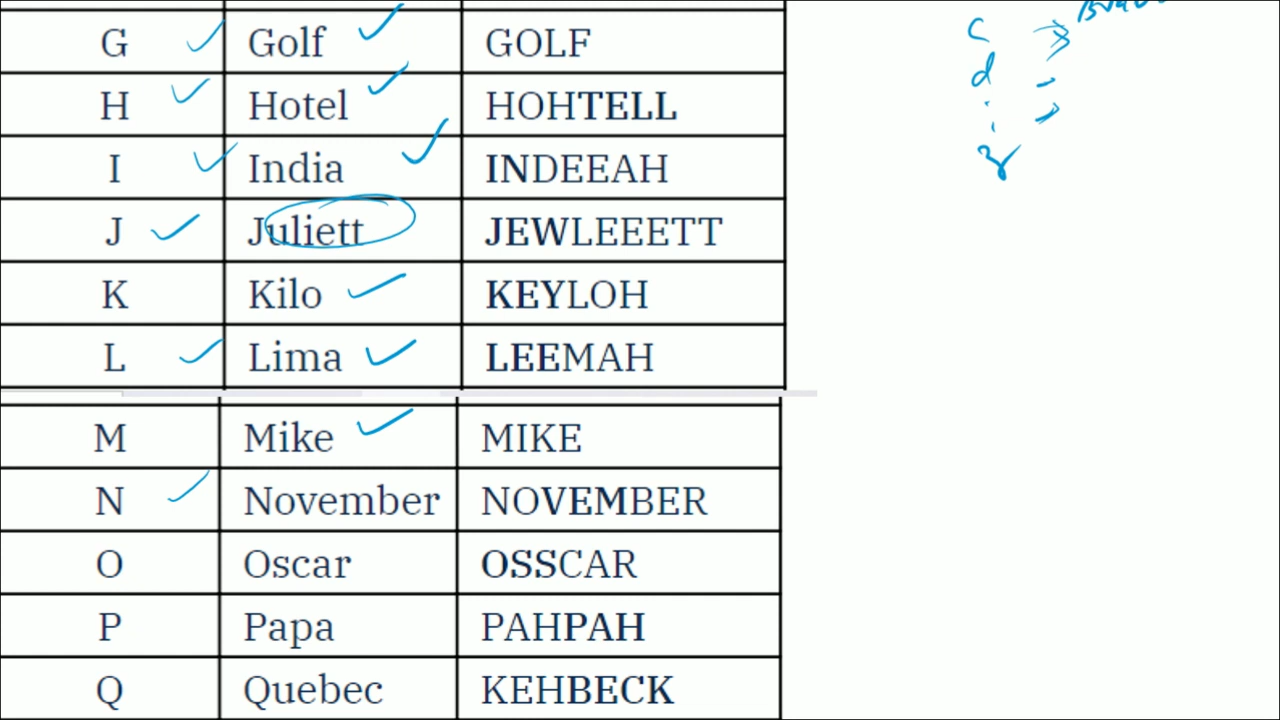 G Golf GOLF
H Hotel HOHTELL
I India INDEEAH
J Juliett JEWLEEETT
K Kilo KEYLOH
L Lima LEEMAH
M Mike MIKE
N November NOVEMBER
O Oscar OSSCAR
P Papa PAHPAH
Q Quebec KEHBECK
c
d
z